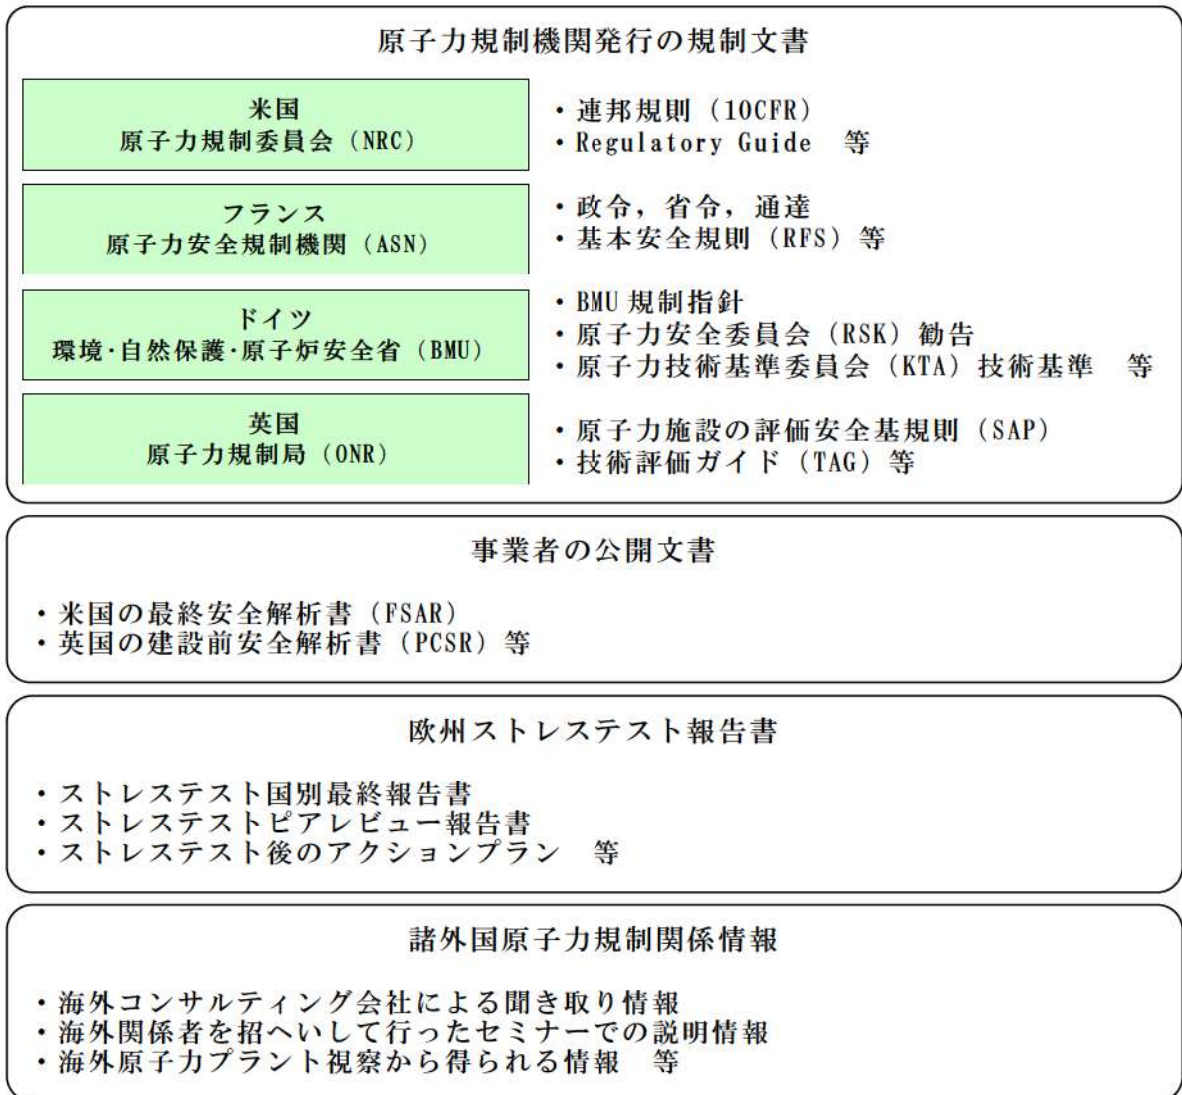 原子力規制機関発行の規制文書
米国
原子力規制委員会（NRC）
・連邦規則（10CFR）
・Regulatory Guide　等
フランス
原子力安全規制機関（ASN）
・政令，省令，通達
・基本安全規則（RFS）等
ドイツ
環境･自然保護･原子炉安全省（BMU）
・BMU 規制指針
・原子力安全委員会（RSK）勧告
・原子力技術基準委員会（KTA）技術基準　等
英国
原子力規制局（ONR）
・原子力施設の評価安全基規則（SAP）
・技術評価ガイド（TAG）等
事業者の公開文書
・米国の最終安全解析書（FSAR）
・英国の建設前安全解析書（PCSR）等
欧州ストレステスト報告書
・ストレステスト国別最終報告書
・ストレステストピアレビュー報告書
・ストレステスト後のアクションプラン　等
諸外国原子力規制関係情報
・海外コンサルティング会社による聞き取り情報
・海外関係者を招へいして行ったセミナーでの説明情報
・海外原子力プラント視察から得られる情報　等